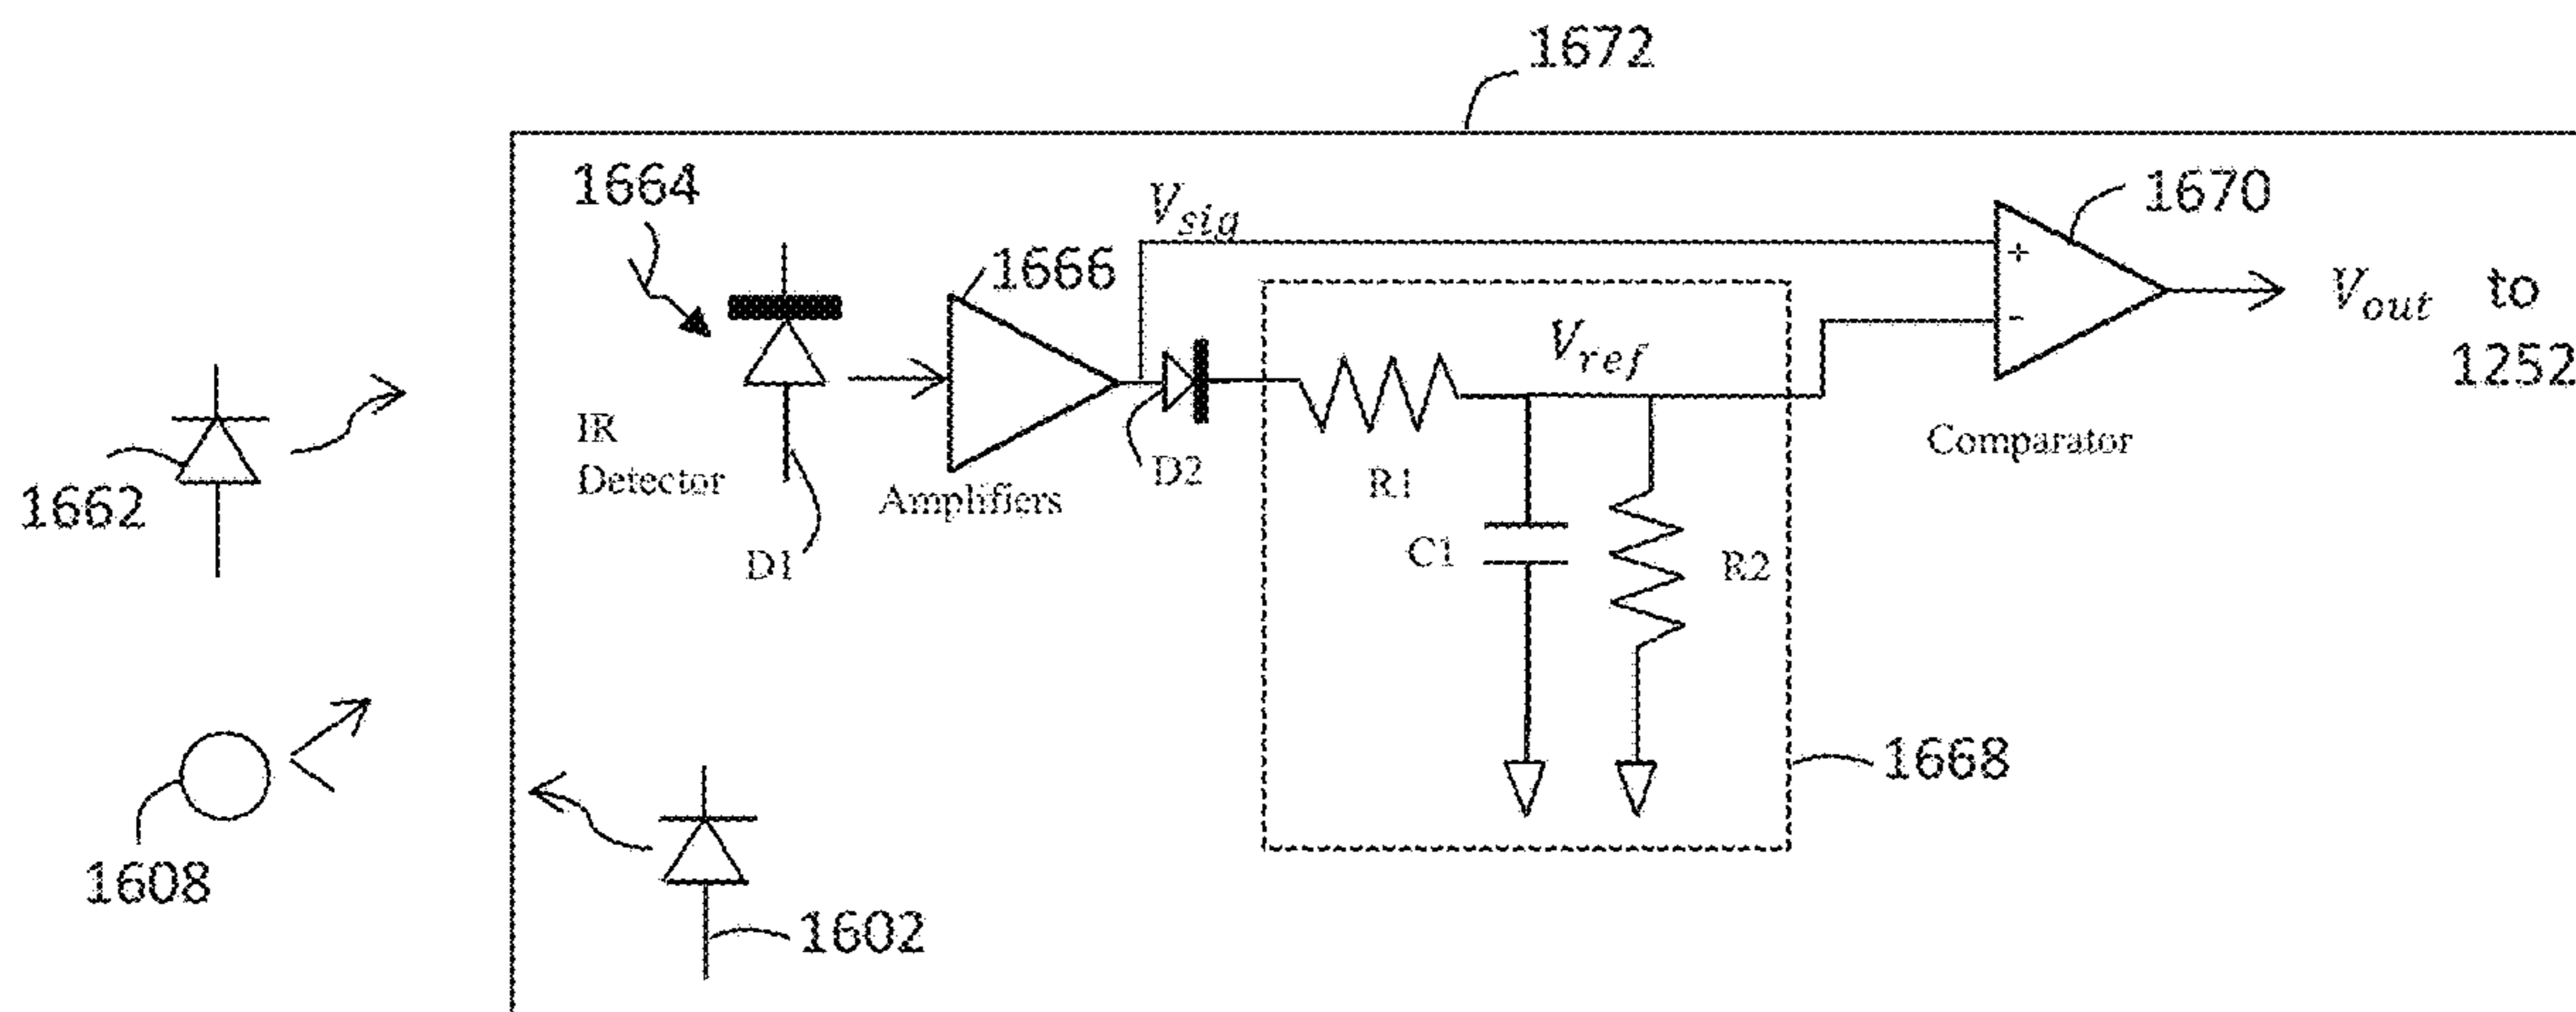 1672
1664
V_sig
1670
1666
+
V_ref
-
V_out to
1252
IR
Detector
Comparator
D2
R1
1662
Amplifiers
D1
C1
R2
1668
1608
1602